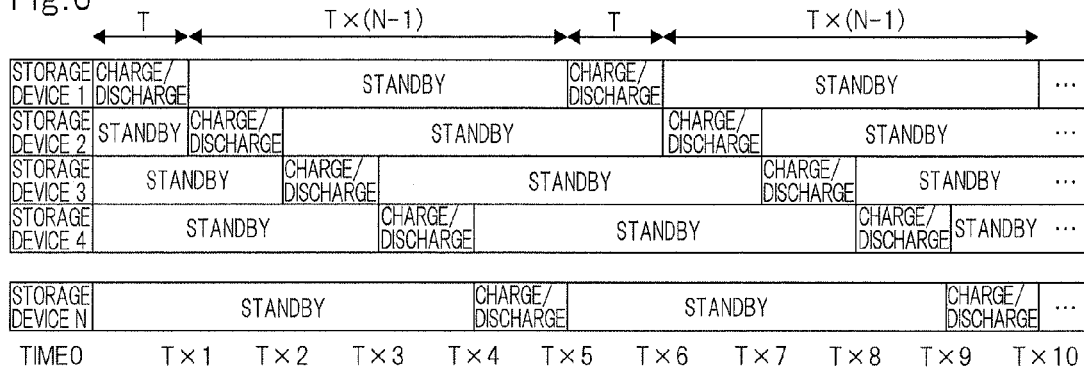 Fig.6
T T×(N-1) T T×(N-1)
STORAGE DEVICE 1 CHARGE/DISCHARGE STANDBY CHARGE/DISCHARGE STANDBY ...
STORAGE DEVICE 2 STANDBY CHARGE/DISCHARGE STANDBY CHARGE/DISCHARGE STANDBY ...
STORAGE DEVICE 3 STANDBY CHARGE/DISCHARGE STANDBY CHARGE/DISCHARGE STANDBY ...
STORAGE DEVICE 4 STANDBY CHARGE/DISCHARGE STANDBY CHARGE/DISCHARGE STANDBY ...
STORAGE DEVICE N STANDBY CHARGE/DISCHARGE STANDBY CHARGE/DISCHARGE ...
TIME0 T×1 T×2 T×3 T×4 T×5 T×6 T×7 T×8 T×9 T×10